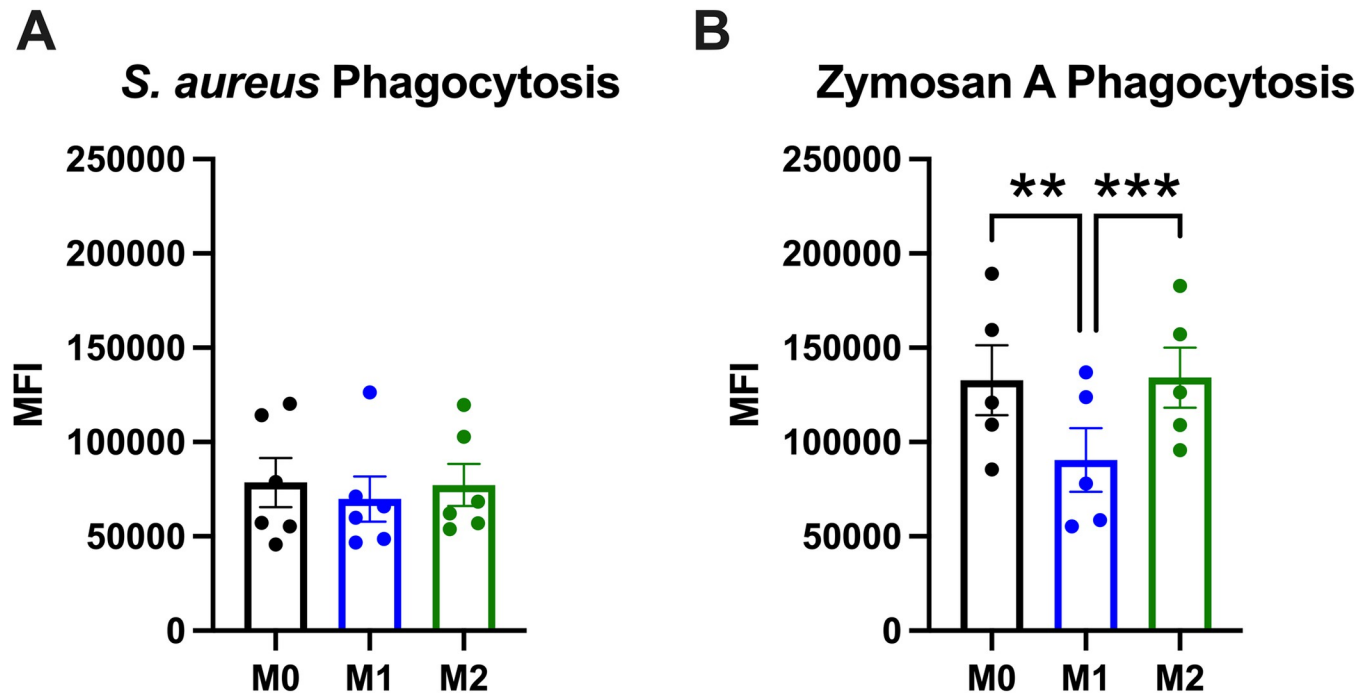 A
S. aureus Phagocytosis
250000
200000
150000
100000
50000
0
MFI
M0 M1 M2
B
Zymosan A Phagocytosis
250000
200000
150000
100000
50000
0
MFI
** ***
M0 M1 M2